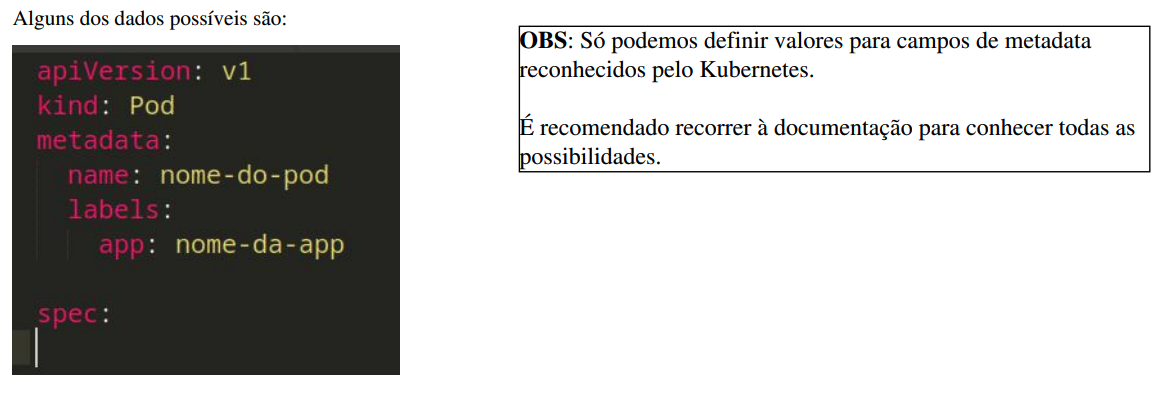 Alguns dos dados possíveis são:
apiVersion: v1
kind: Pod
metadata:
  name: nome-do-pod
  labels:
    app: nome-da-app

spec:
OBS: Só podemos definir valores para campos de metadata
reconhecidos pelo Kubernetes.

É recomendado recorrer à documentação para conhecer todas as
possibilidades.